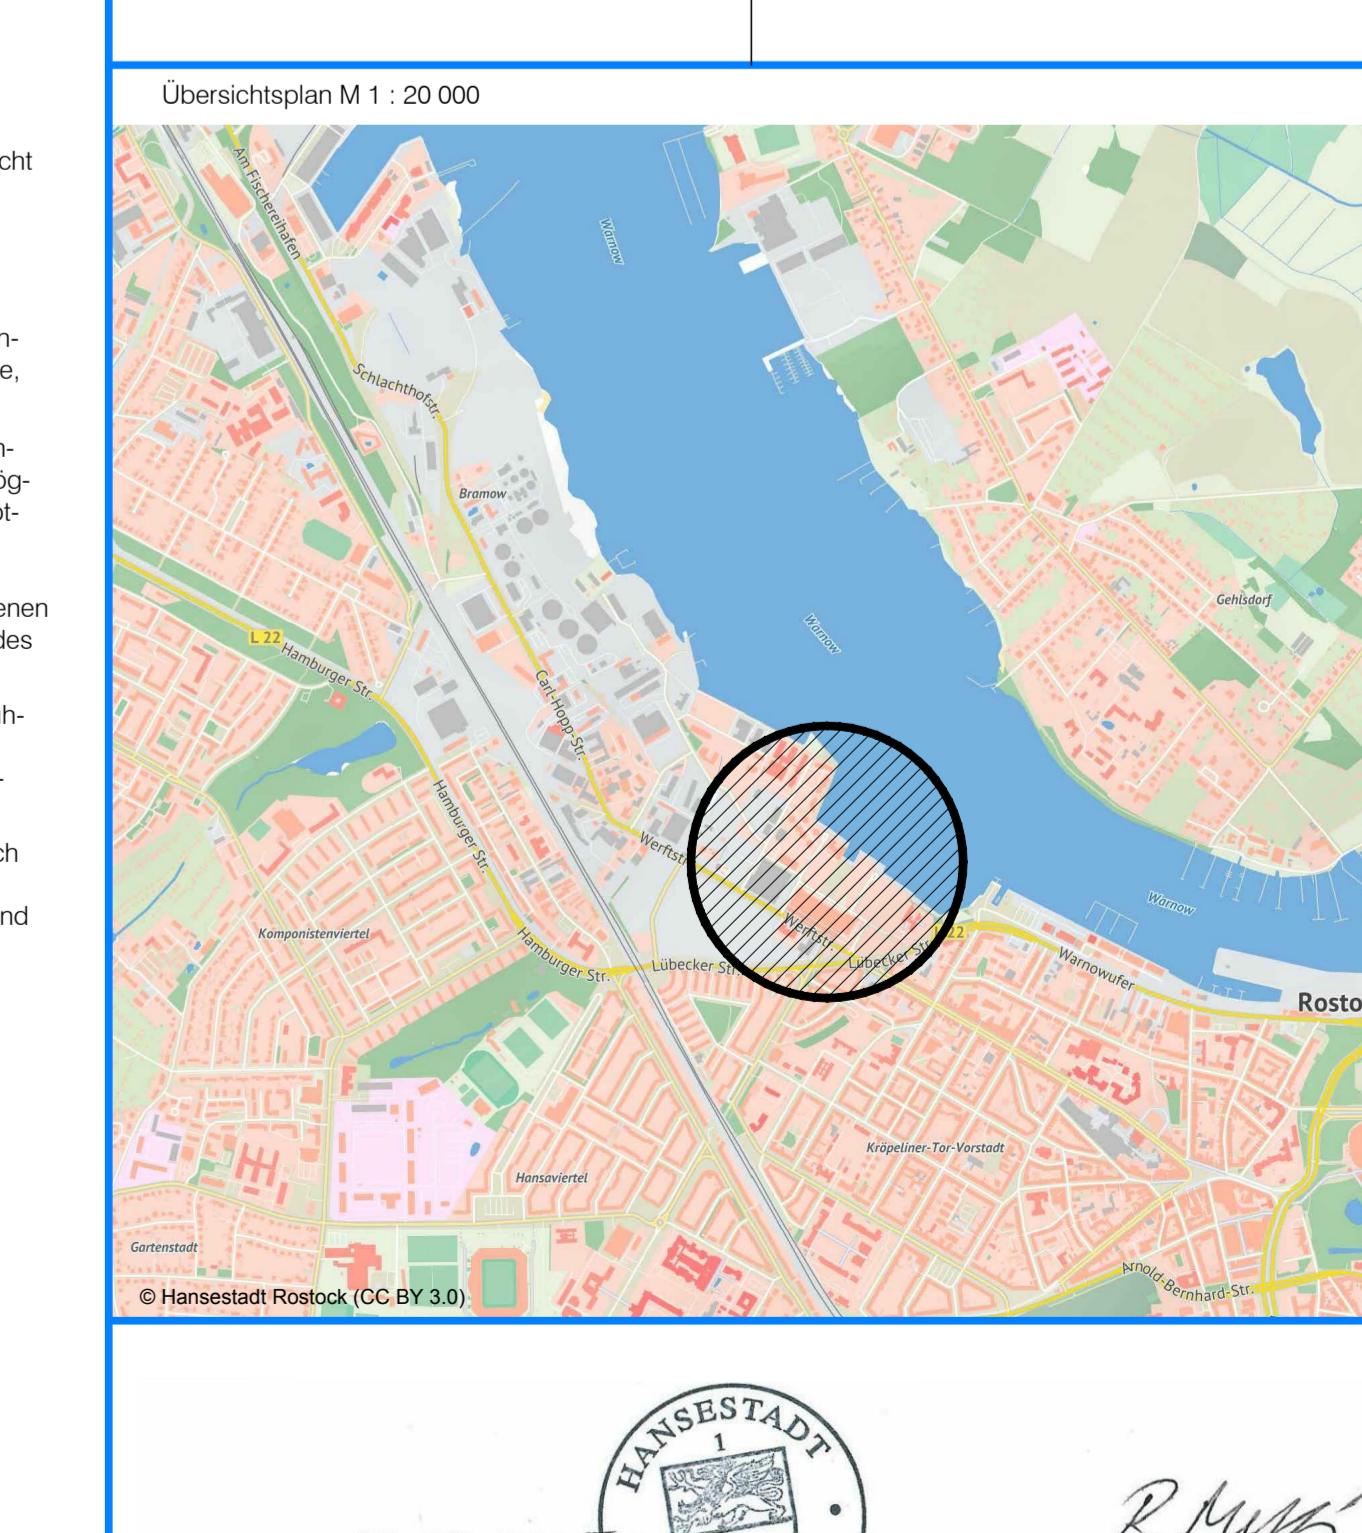 Übersichtsplan M 1 : 20 000
cht
n-
e,
n-
ög-
ot-
enen
des
h-
-
ch
nd
Am Fischereihafen
Warnow
Schlachthofstr.
Bramow
Gehlsdorf
L 22
Hamburger Str.
Warnow
Carl-Hopp-Str.
Hamburger Str.
Werftstr.
Warnow
Komponistenviertel
Werftstr.
22
Hamburger Str.
Lübecker Str.
Lübecker Str.
Warnowufer
Rosto
Kröpeliner-Tor-Vorstadt
Hansaviertel
Gartenstadt
Arnold-Bernhard-Str.
© Hansestadt Rostock (CC BY 3.0)
HANSESTADT
1